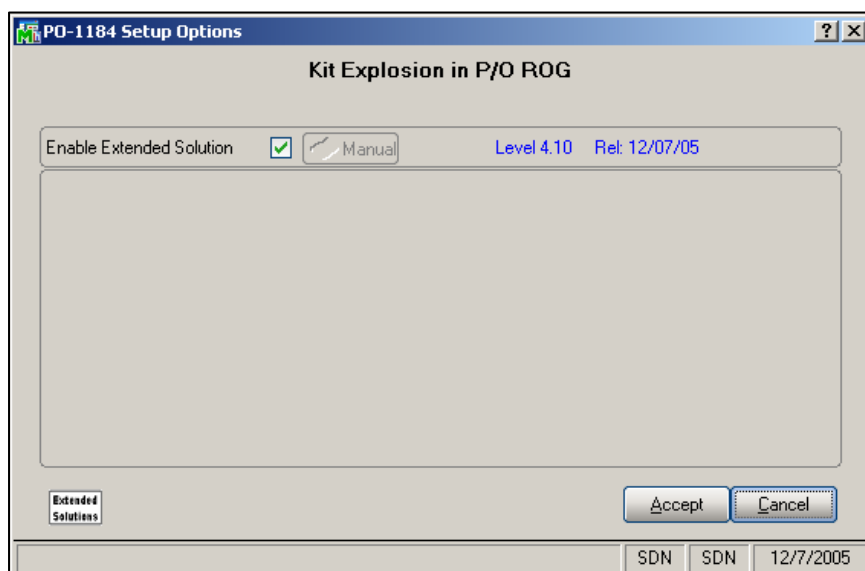 PO-1184 Setup Options
Kit Explosion in P/O ROG
Enable Extended Solution Manual Level 4.10 Rel: 12/07/05
Extended
Solutions
Accept Cancel
SDN SDN 12/7/2005